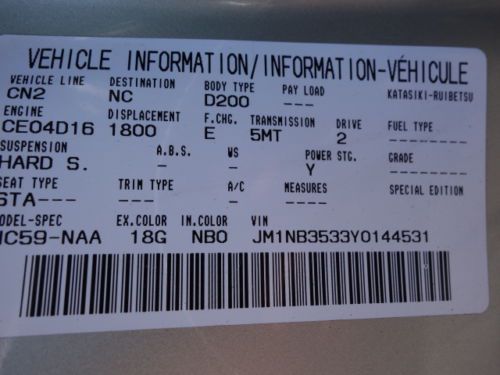 VEHICLE INFORMATION/INFORMATION-VÉHICULE
VEHICLE LINE DESTINATION BODY TYPE PAY LOAD KATASIKI-RUIBETSU
CN2 NC D200 ---
ENGINE DISPLACEMENT F.CHG. TRANSMISSION DRIVE FUEL TYPE
CE04D16 1800 E 5MT 2 --------
SUSPENSION A.B.S. WS POWER STG. GRADE
HARD S. --- - Y --------
SEAT TYPE TRIM TYPE A/C MEASURES SPECIAL EDITION
6TA--- --- - ---
ODEL-SPEC EX.COLOR IN.COLOR VIN
NC59-NAA 18G NB0 JM1NB3533Y0144531